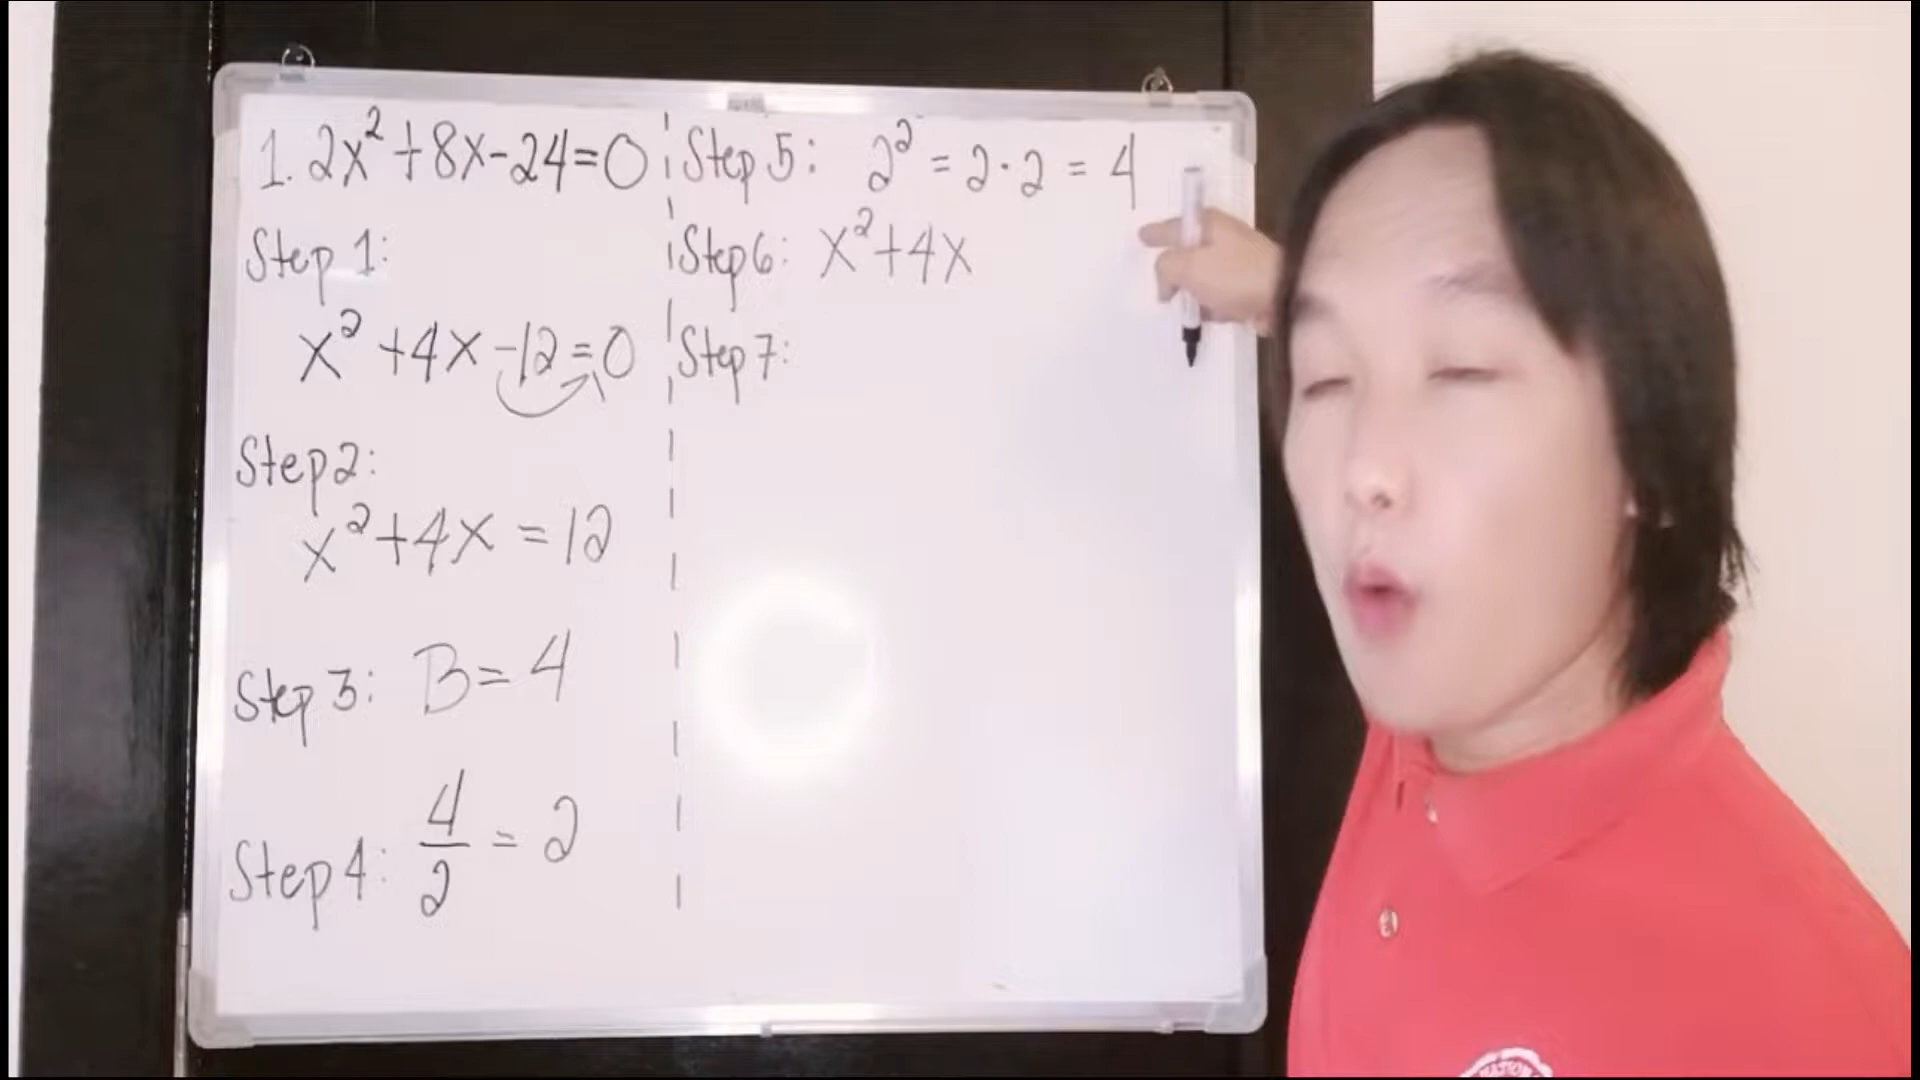 1. 2x² + 8x - 24 = 0
Step 1:
x² + 4x - 12 = 0
Step 2:
x² + 4x = 12
Step 3: B = 4
Step 4: 4/2 = 2
Step 5: 2² = 2 · 2 = 4
Step 6: x² + 4x
Step 7: